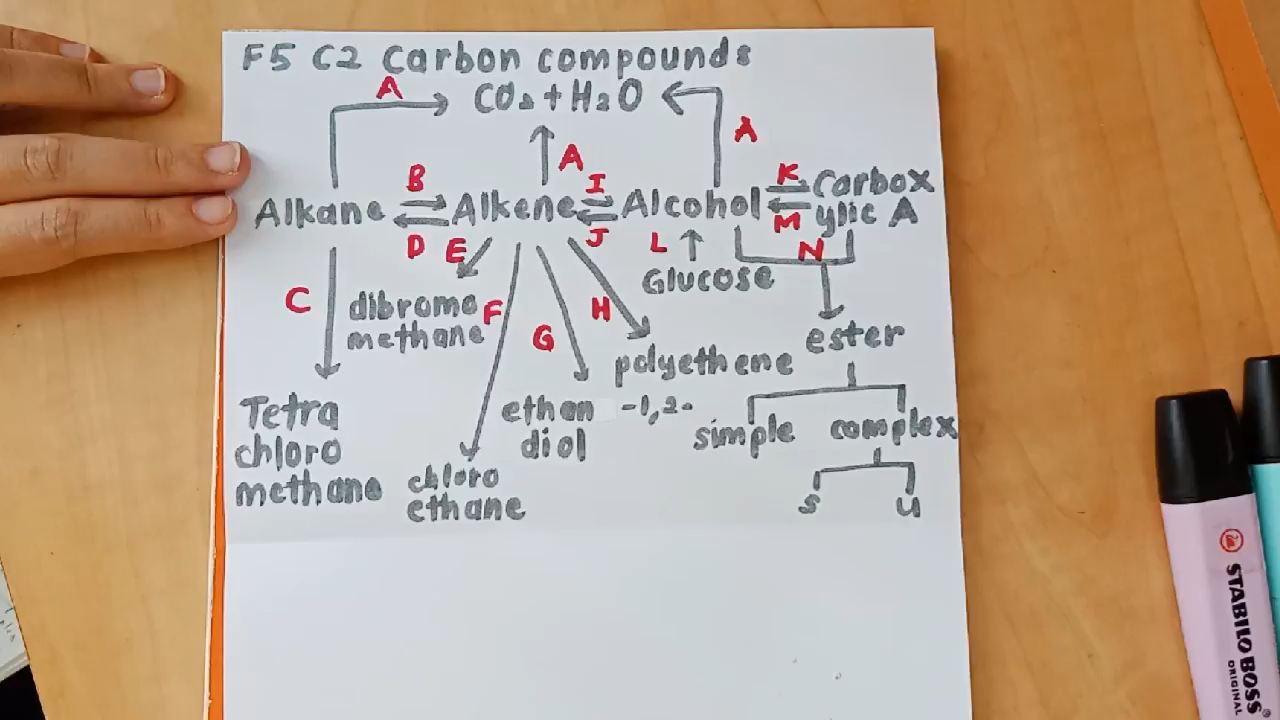 F5 C2 Carbon compounds
A
CO2 + H2O
A
A
B
I
K
Alkane
Alkene
Alcohol
Carbox
ylic A
D
E
J
L
M
N
Glucose
C
dibromo
methane
F
G
H
ester
polyethene
Tetra
chloro
methane
ethan -1,2-
diol
simple
complex
chloro
ethane
s
u
STABILO BOSS
ORIGINAL